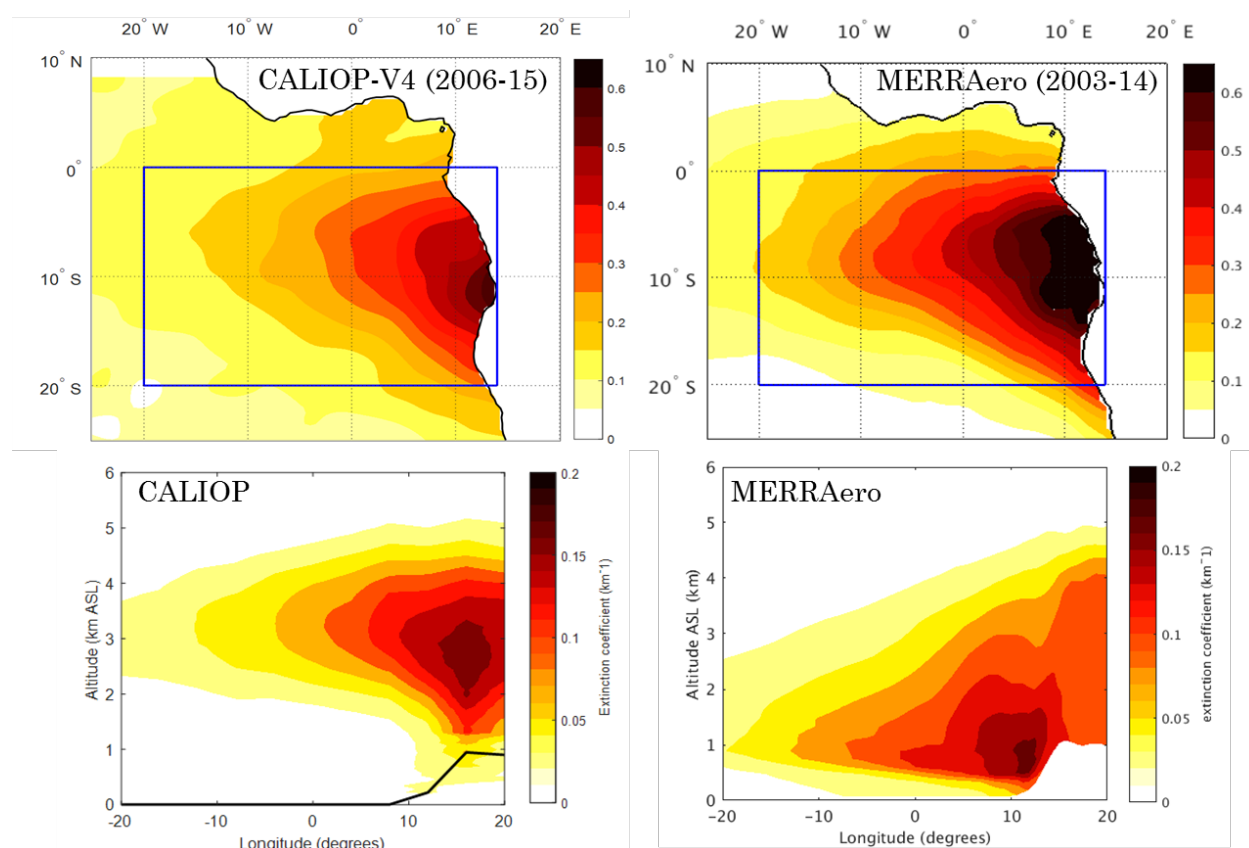 20° W 10° W 0° 10° E 20° E
10° N
0°
10° S
20° S
CALIOP-V4 (2006-15)
0.6
0.5
0.4
0.3
0.2
0.1
0
20° W 10° W 0° 10° E 20° E
10° N
0°
10° S
20° S
MERRAero (2003-14)
0.6
0.5
0.4
0.3
0.2
0.1
0
CALIOP
6
5
4
3
2
1
0
Altitude (km ASL)
-20 -10 0 10 20
Longitude (degrees)
0.2
0.15
0.1
0.05
0
Extinction coefficient (km⁻1)
MERRAero
6
5
4
3
2
1
0
Altitude ASL (km)
-20 -10 0 10 20
Longitude (degrees)
0.2
0.15
0.1
0.05
0
extinction coefficient (km⁻1)